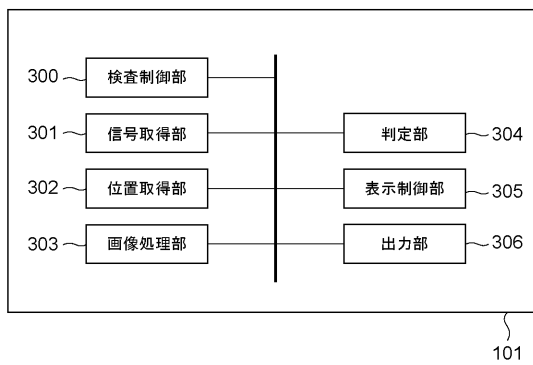 300 検査制御部
301 信号取得部
判定部 304
302 位置取得部
表示制御部 305
303 画像処理部
出力部 306
101